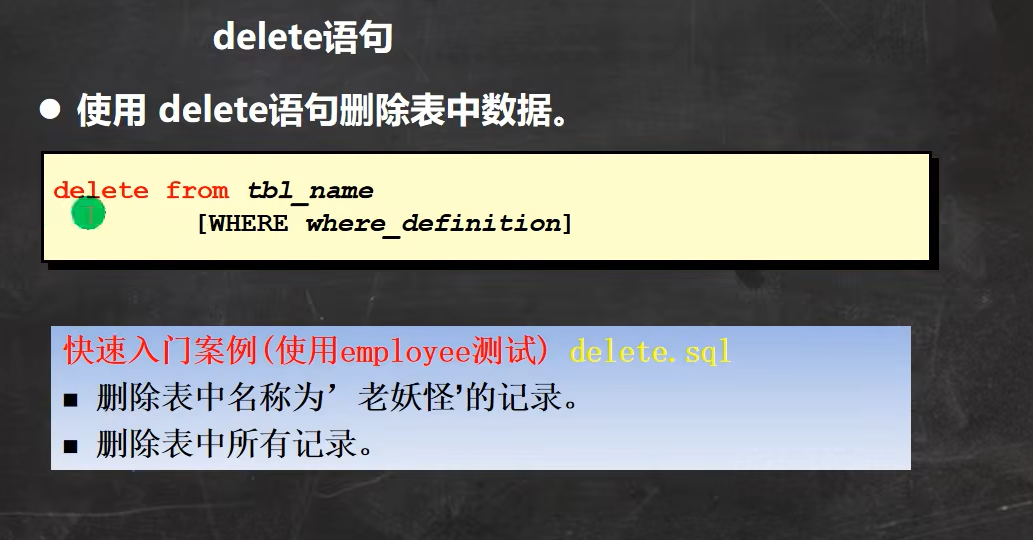 delete语句
● 使用 delete语句删除表中数据。
delete from tbl_name
[WHERE where_definition]
快速入门案例(使用employee测试) delete.sql
■ 删除表中名称为’老妖怪'的记录。
■ 删除表中所有记录。